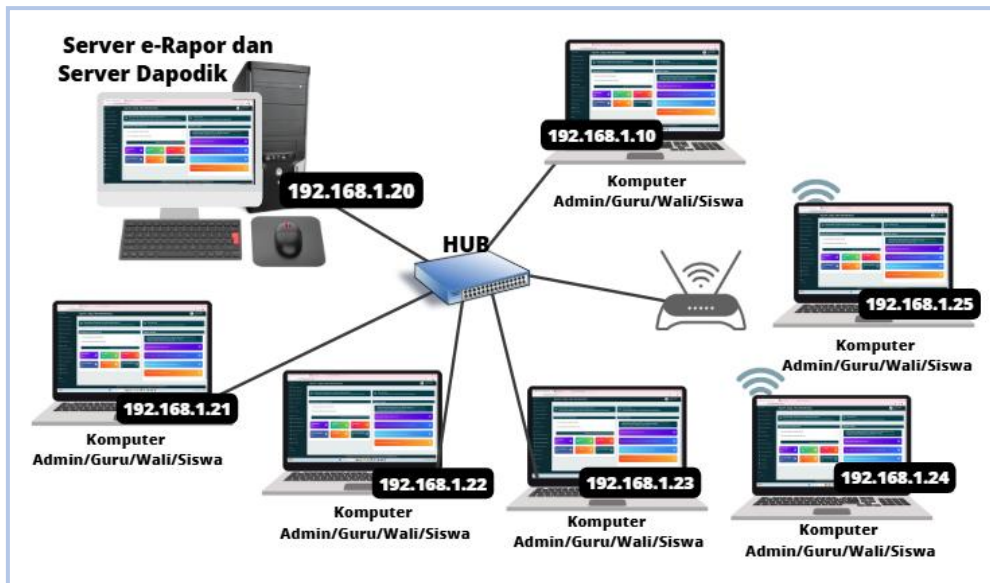 Server e-Rapor dan
Server Dapodik
192.168.1.20
192.168.1.10
Komputer
Admin/Guru/Wali/Siswa
HUB
192.168.1.25
Komputer
Admin/Guru/Wali/Siswa
192.168.1.21
Komputer
Admin/Guru/Wali/Siswa
192.168.1.22
Komputer
Admin/Guru/Wali/Siswa
192.168.1.23
Komputer
Admin/Guru/Wali/Siswa
192.168.1.24
Komputer
Admin/Guru/Wali/Siswa